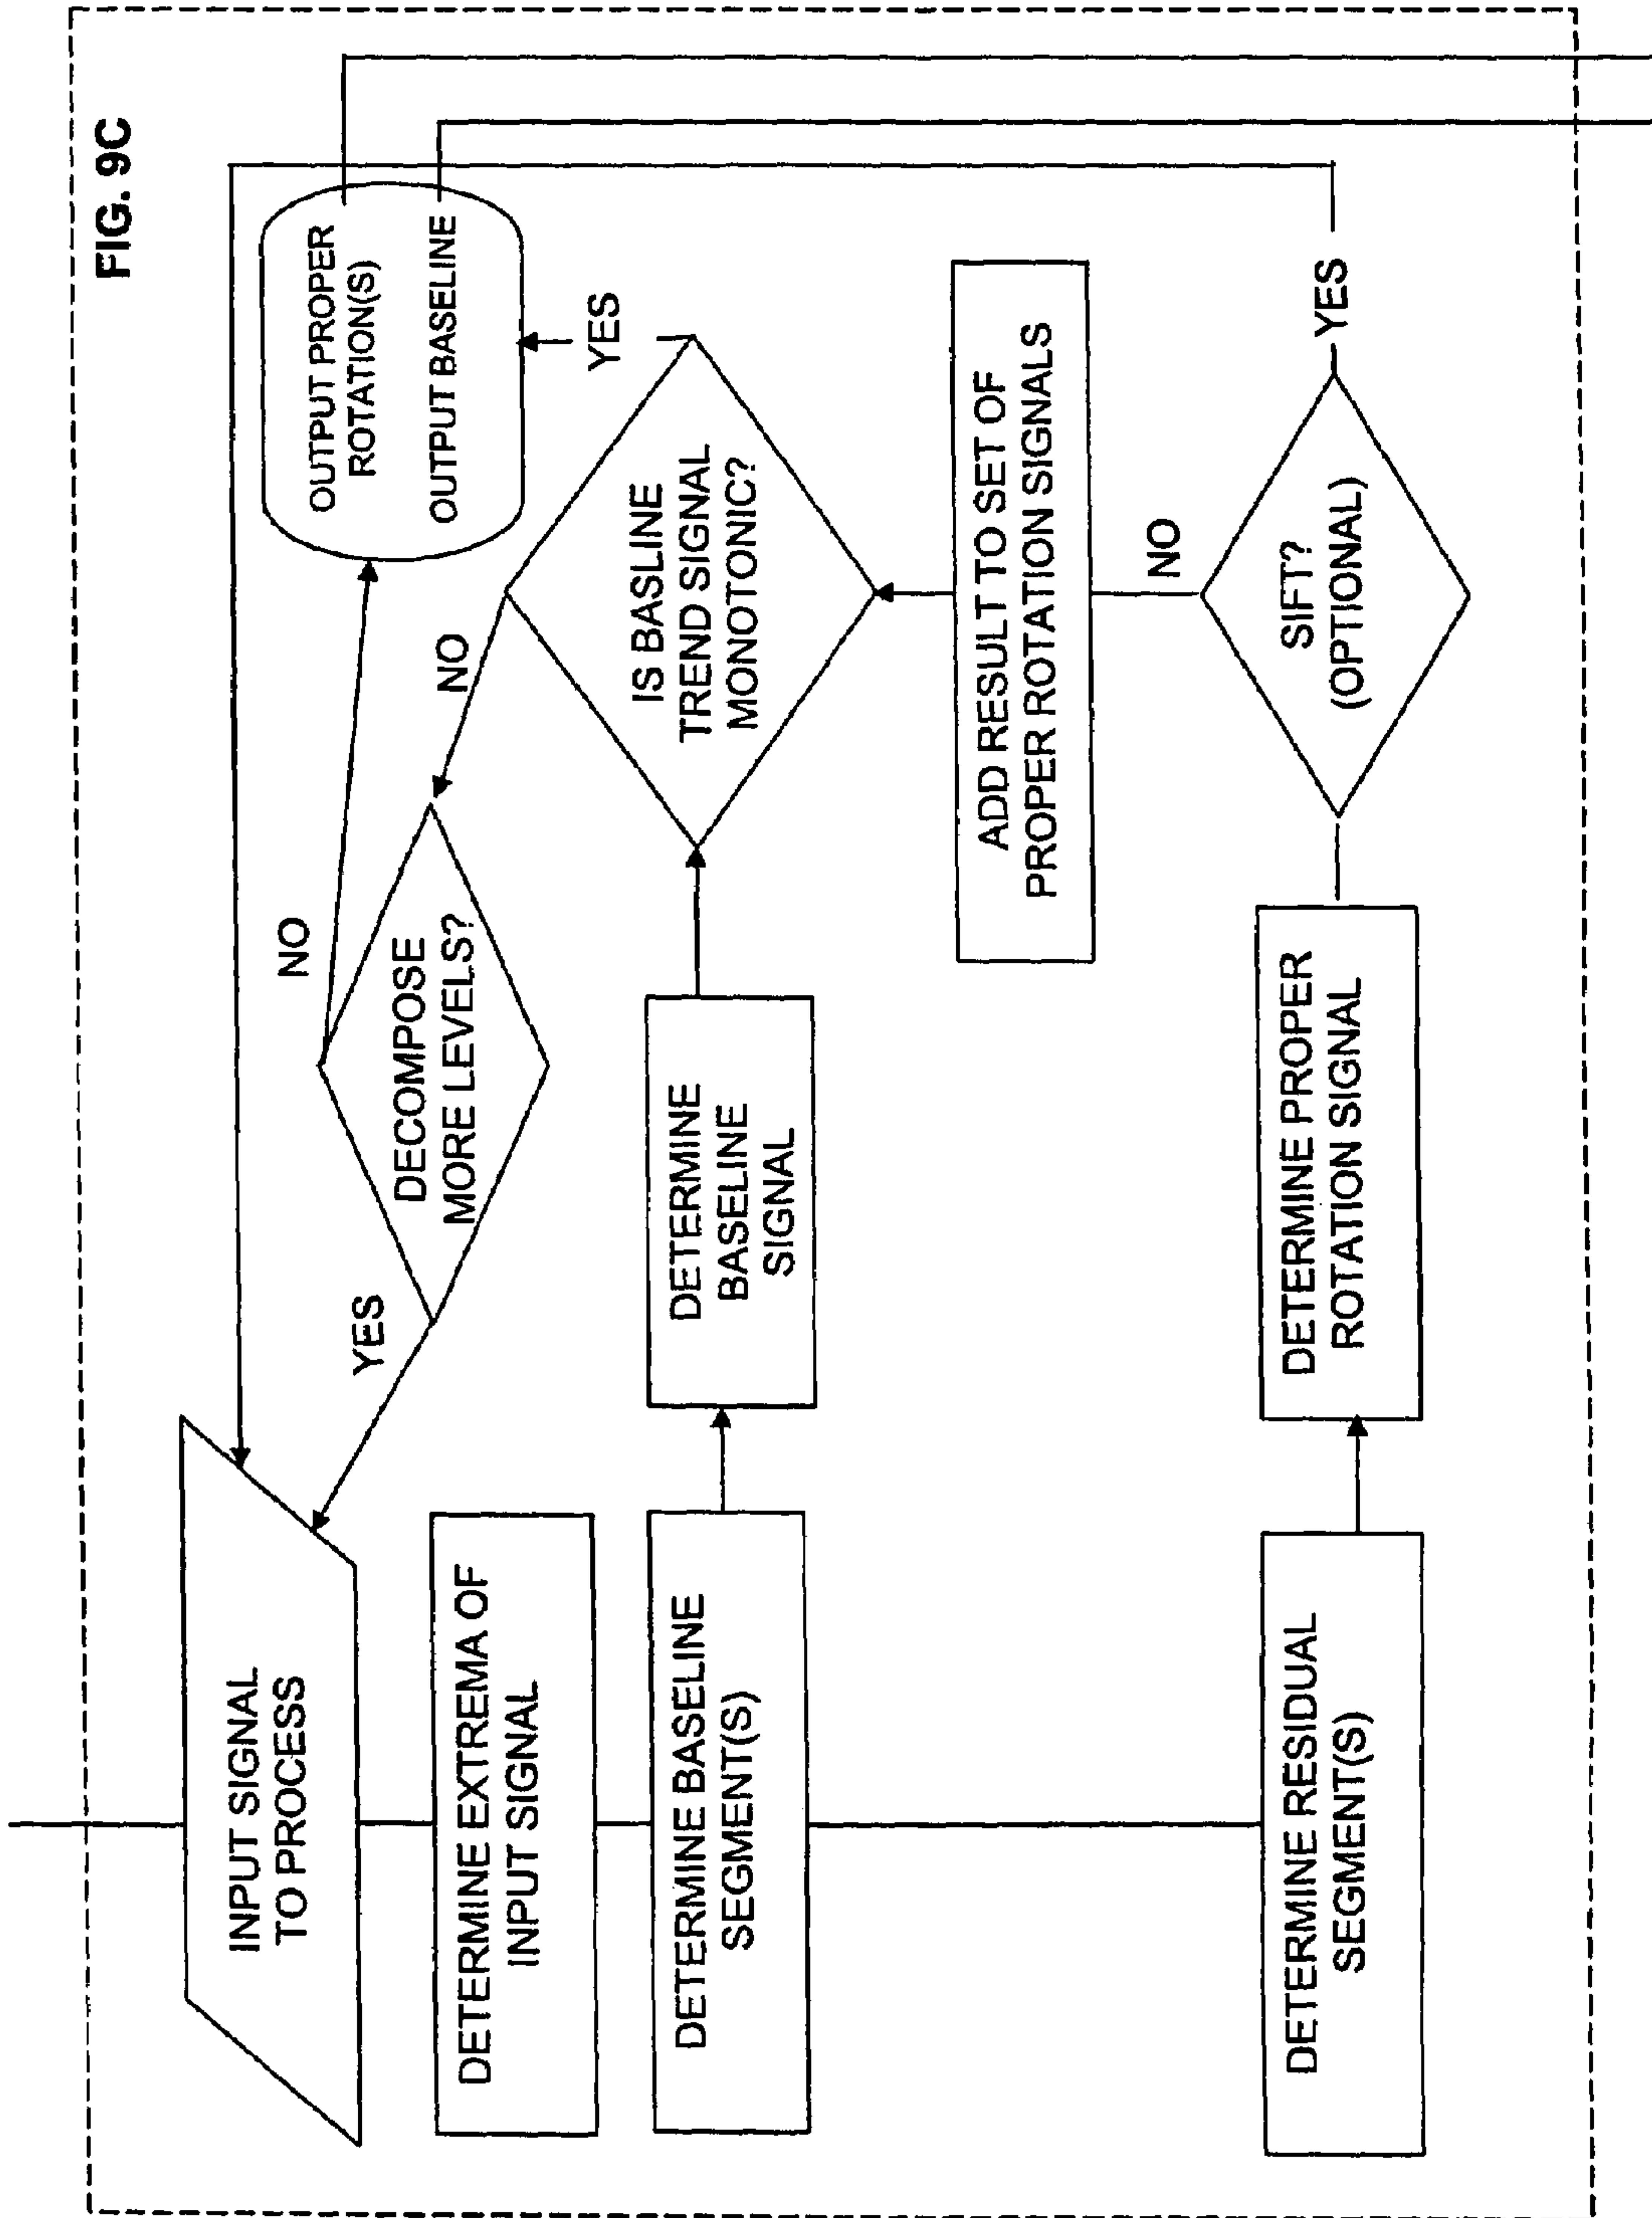 FIG. 9C
INPUT SIGNAL
TO PROCESS
DETERMINE EXTREMA OF
INPUT SIGNAL
DETERMINE BASELINE
SEGMENT(S)
DETERMINE RESIDUAL
SEGMENT(S)
YES
DECOMPOSE
MORE LEVELS?
NO
DETERMINE
BASELINE
SIGNAL
DETERMINE PROPER
ROTATION SIGNAL
NO
IS BASLINE
TREND SIGNAL
MONOTONIC?
YES
OUTPUT PROPER
ROTATION(S)
OUTPUT BASELINE
ADD RESULT TO SET OF
PROPER ROTATION SIGNALS
NO
SIFT?
(OPTIONAL)
YES